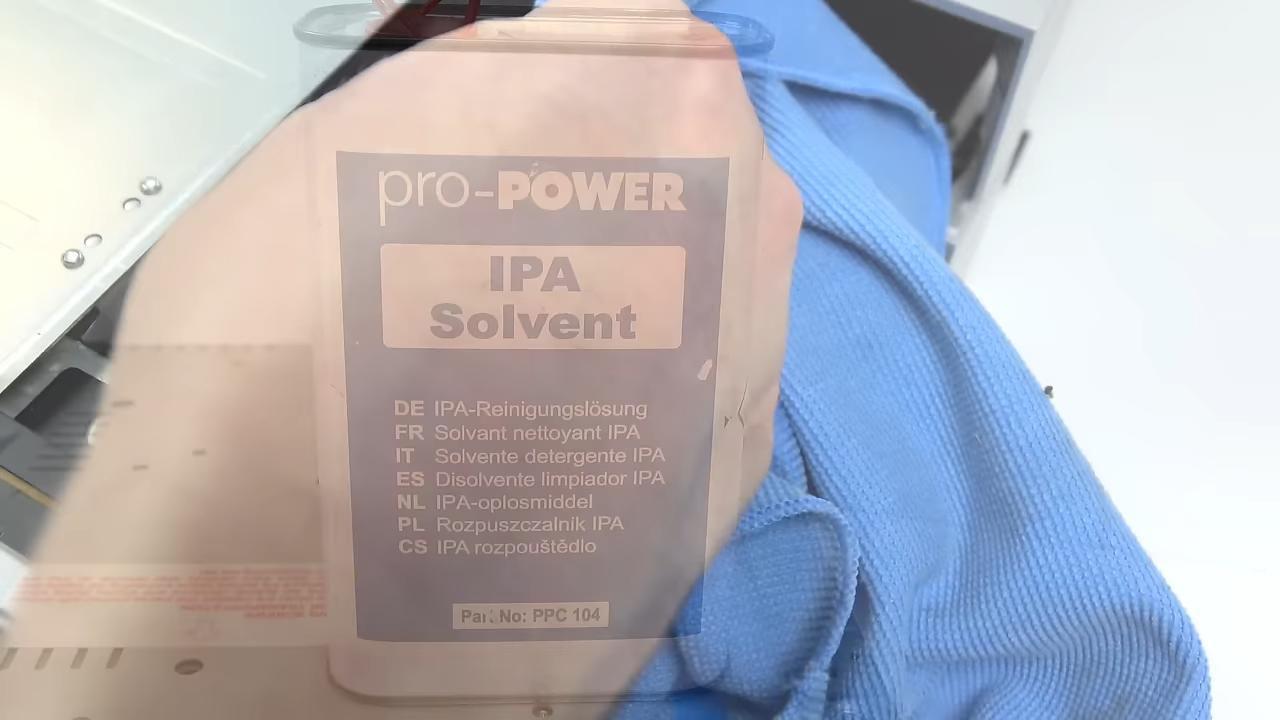 pro-POWER
IPA
Solvent
DE IPA-Reinigungslösung
FR Solvant nettoyant IPA
IT Solvente detergente IPA
ES Disolvente limpiador IPA
NL IPA-oplosmiddel
PL Rozpuszczalnik IPA
CS IPA rozpouštědlo
Part No: PPC 104